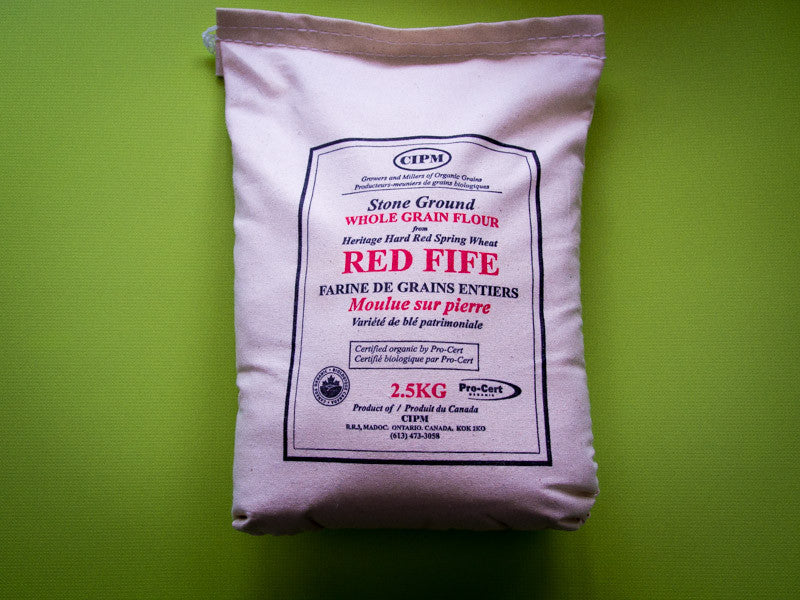 CIPM
Growers and Millers of Organic Grains
Producteurs-meuniers de grains biologiques
Stone Ground
WHOLE GRAIN FLOUR
from
Heritage Hard Red Spring Wheat
RED FIFE
FARINE DE GRAINS ENTIERS
Moulue sur pierre
Variété de blé patrimoniale
Certified organic by Pro-Cert
Certifié biologique par Pro-Cert
2.5KG
Pro-Cert
ORGANIC
Product of / Produit du Canada
CIPM
R.R.5, MADOC. ONTARIO. CANADA, K0K 2K0
(613) 473-3058